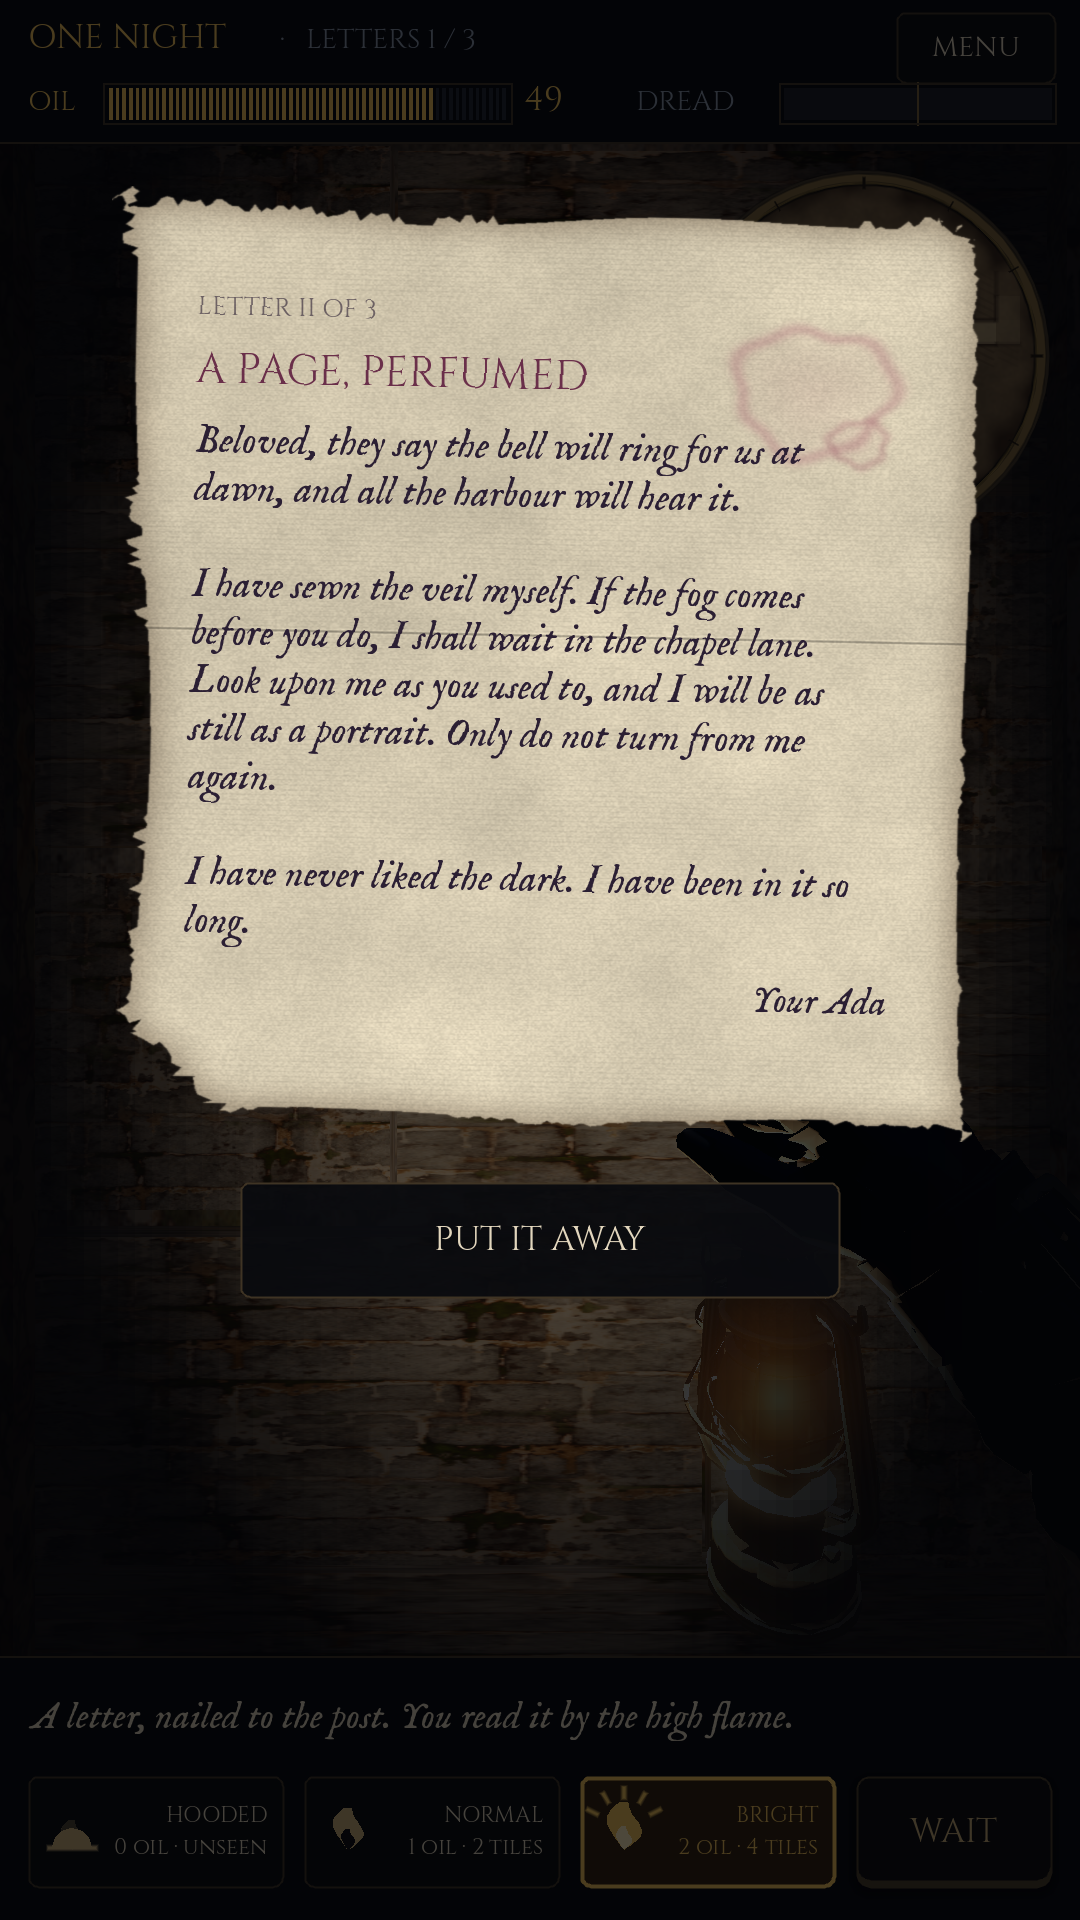 ONE NIGHT · LETTERS 1 / 3
MENU
OIL 49 DREAD
LETTER II OF 3
A PAGE, PERFUMED
Beloved, they say the bell will ring for us at
dawn, and all the harbour will hear it.
I have sewn the veil myself. If the fog comes
before you do, I shall wait in the chapel lane.
Look upon me as you used to, and I will be as
still as a portrait. Only do not turn from me
again.
I have never liked the dark. I have been in it so
long.
Your Ada
PUT IT AWAY
A letter, nailed to the post. You read it by the high flame.
HOODED
0 OIL · UNSEEN
NORMAL
1 OIL · 2 TILES
BRIGHT
2 OIL · 4 TILES
WAIT